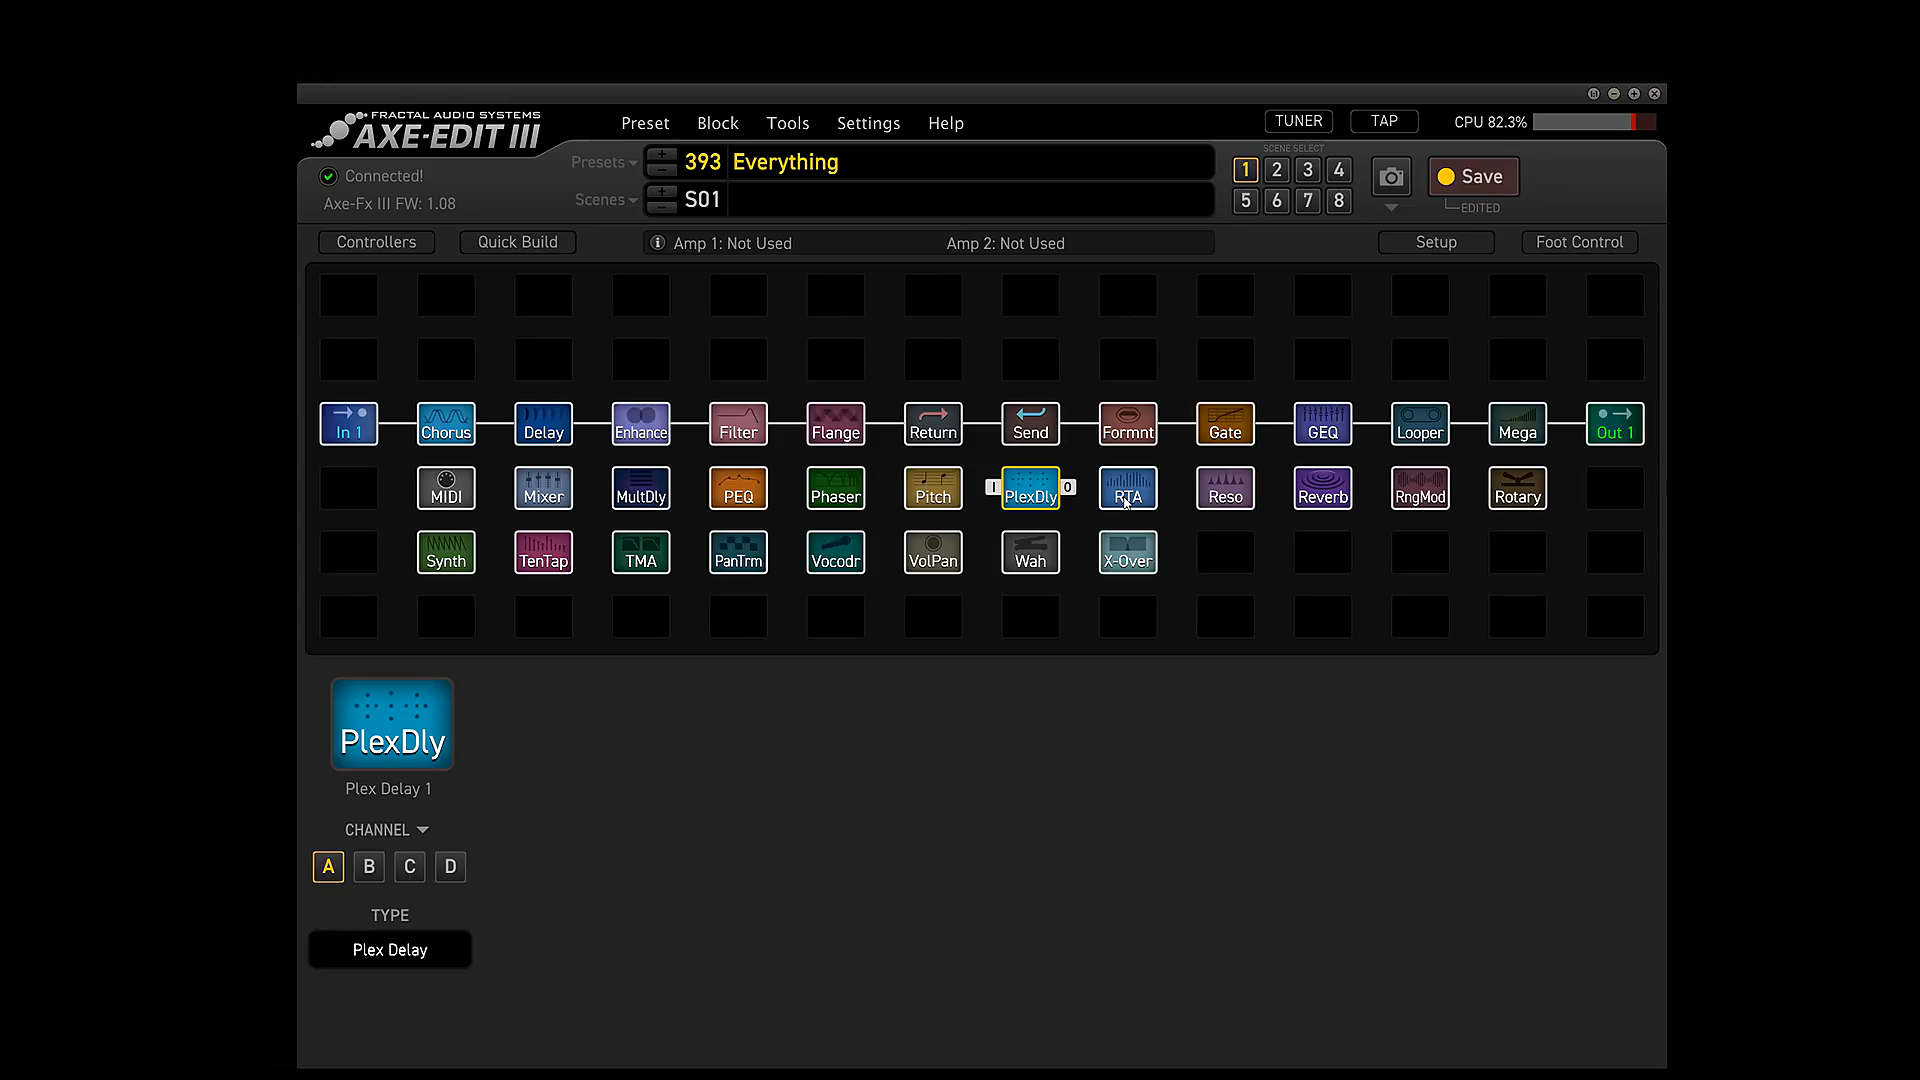 FRACTAL AUDIO SYSTEMS
AXE-EDIT III
Preset Block Tools Settings Help
TUNER TAP CPU 82.3%
Connected!
Axe-Fx III FW: 1.08
Presets 393 Everything
Scenes S01
SCENE SELECT
1 2 3 4
5 6 7 8
Save
EDITED
Controllers Quick Build Amp 1: Not Used Amp 2: Not Used Setup Foot Control
In 1 Chorus Delay Enhance Filter Flange Return Send Formnt Gate GEQ Looper Mega Out 1
MIDI Mixer MultDly PEQ Phaser Pitch I PlexDly O RTA Reso Reverb RngMod Rotary
Synth TenTap TMA PanTrm Vocodr VolPan Wah X-Over
PlexDly
Plex Delay 1
CHANNEL
A B C D
TYPE
Plex Delay